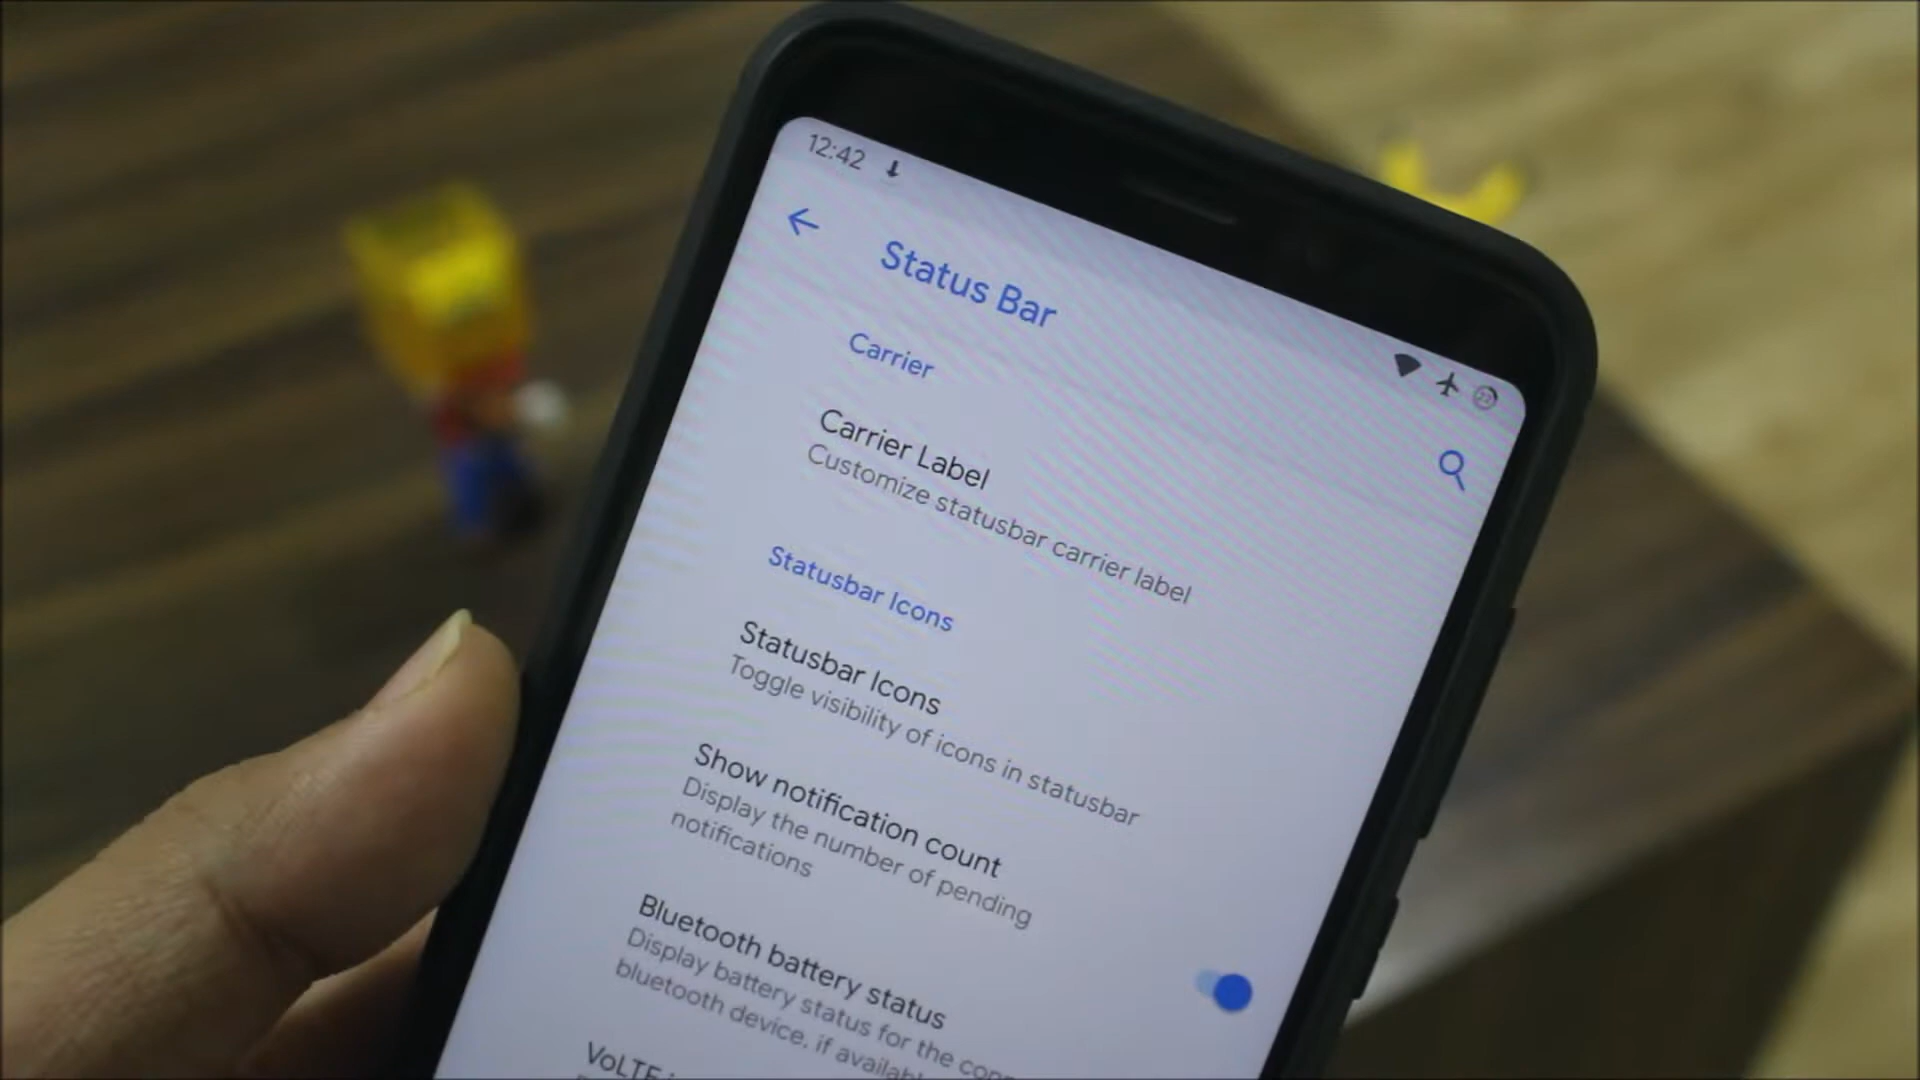 12:42
Status Bar
Carrier
Carrier Label
Customize statusbar carrier label
Statusbar Icons
Statusbar Icons
Toggle visibility of icons in statusbar
Show notification count
Display the number of pending
notifications
Bluetooth battery status
Display battery status for the
bluetooth device, if
VoLTE